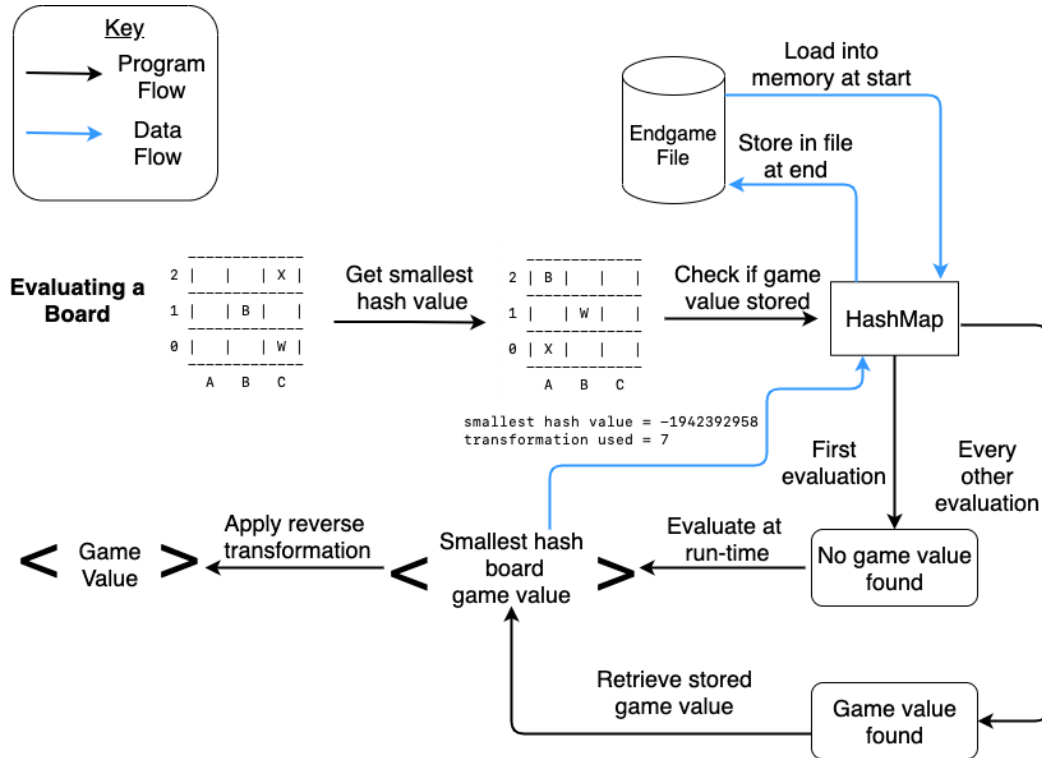 Key
Program
Flow
Data
Flow
Load into
memory at start
Endgame
File
Store in file
at end
Evaluating a
Board
-------------
2 |   |   | X |
-------------
1 |   | B |   |
-------------
0 |   |   | W |
-------------
A   B   C
Get smallest
hash value
-------------
2 | B |   |   |
-------------
1 |   | W |   |
-------------
0 | X |   |   |
-------------
A   B   C
smallest hash value = -1942392958
transformation used = 7
Check if game
value stored
HashMap
First
evaluation
Every
other
evaluation
No game value
found
Evaluate at
run-time
< Smallest hash >
board
game value
Apply reverse
transformation
< Game >
Value
Retrieve stored
game value
Game value
found